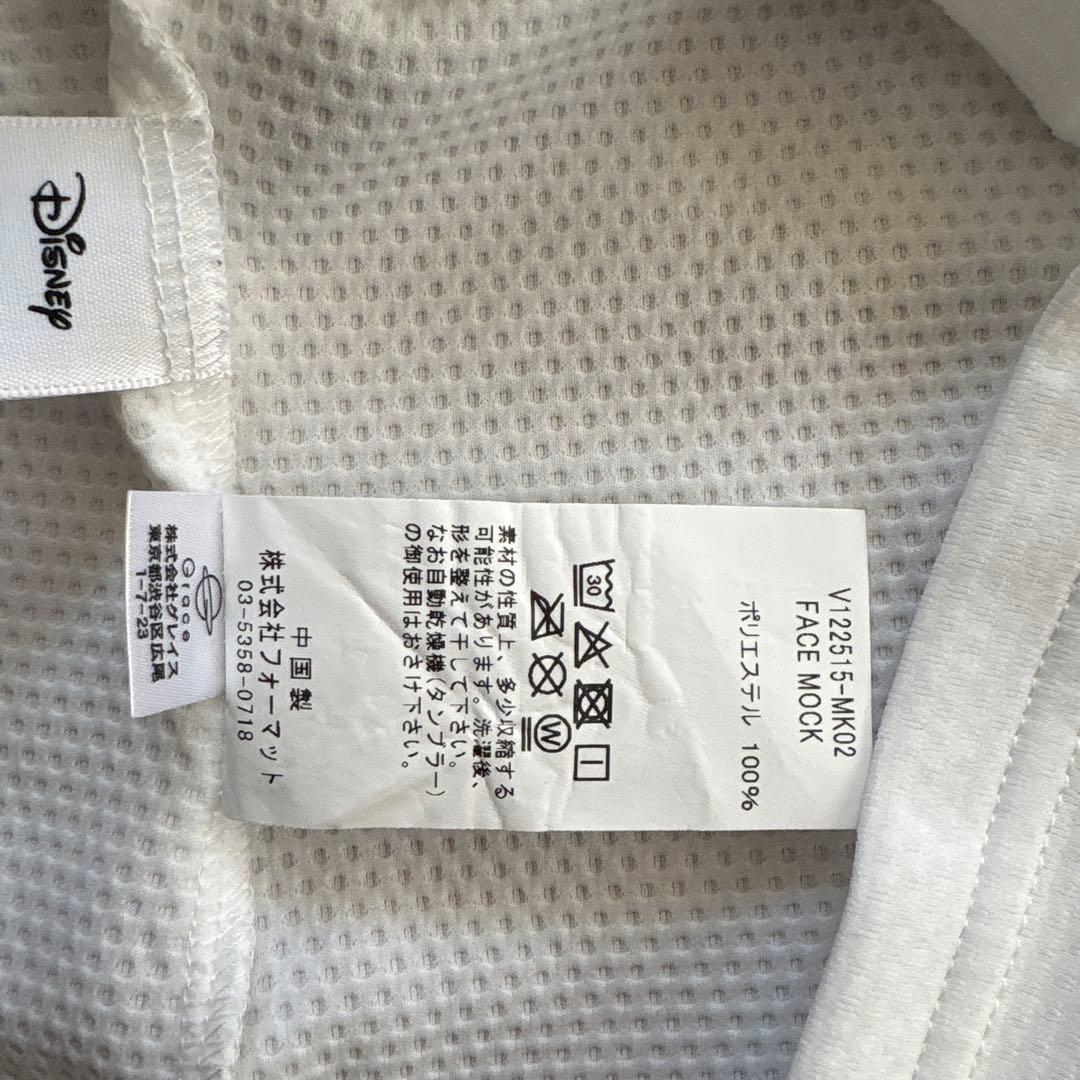 Disney
V122515-MK02
FACE MOCK
ポリエステル 100%
30
W
素材の性質上、多少収縮する
可能性があります。洗濯後、
形を整えて干して下さい。
なお自動乾燥機(タンブラー)
の御使用はおさけ下さい。
中国製
株式会社フォーマット
03-5358-0718
Grace
株式会社グレイス
東京都渋谷区広尾
1-7-23